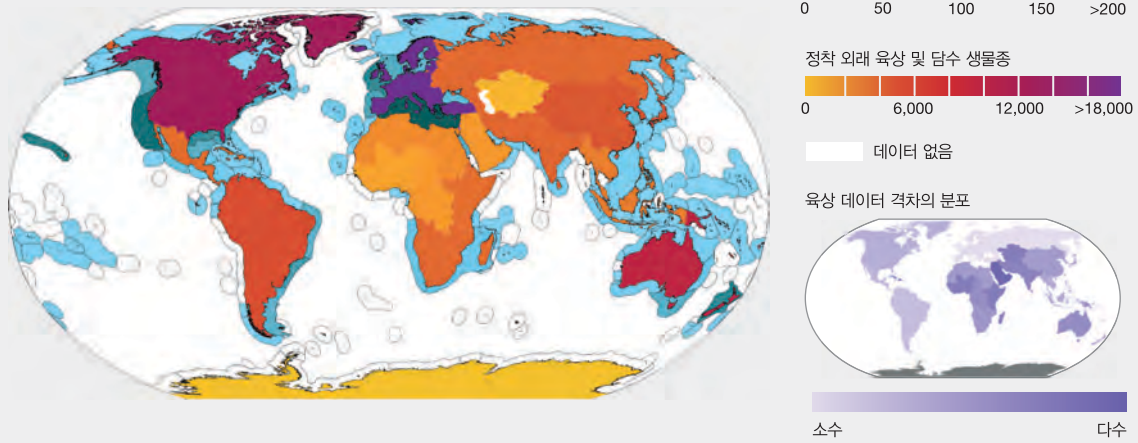 0 50 100 150 >200
정착 외래 육상 및 담수 생물종
0 6,000 12,000 >18,000
데이터 없음
육상 데이터 격차의 분포
소수 다수